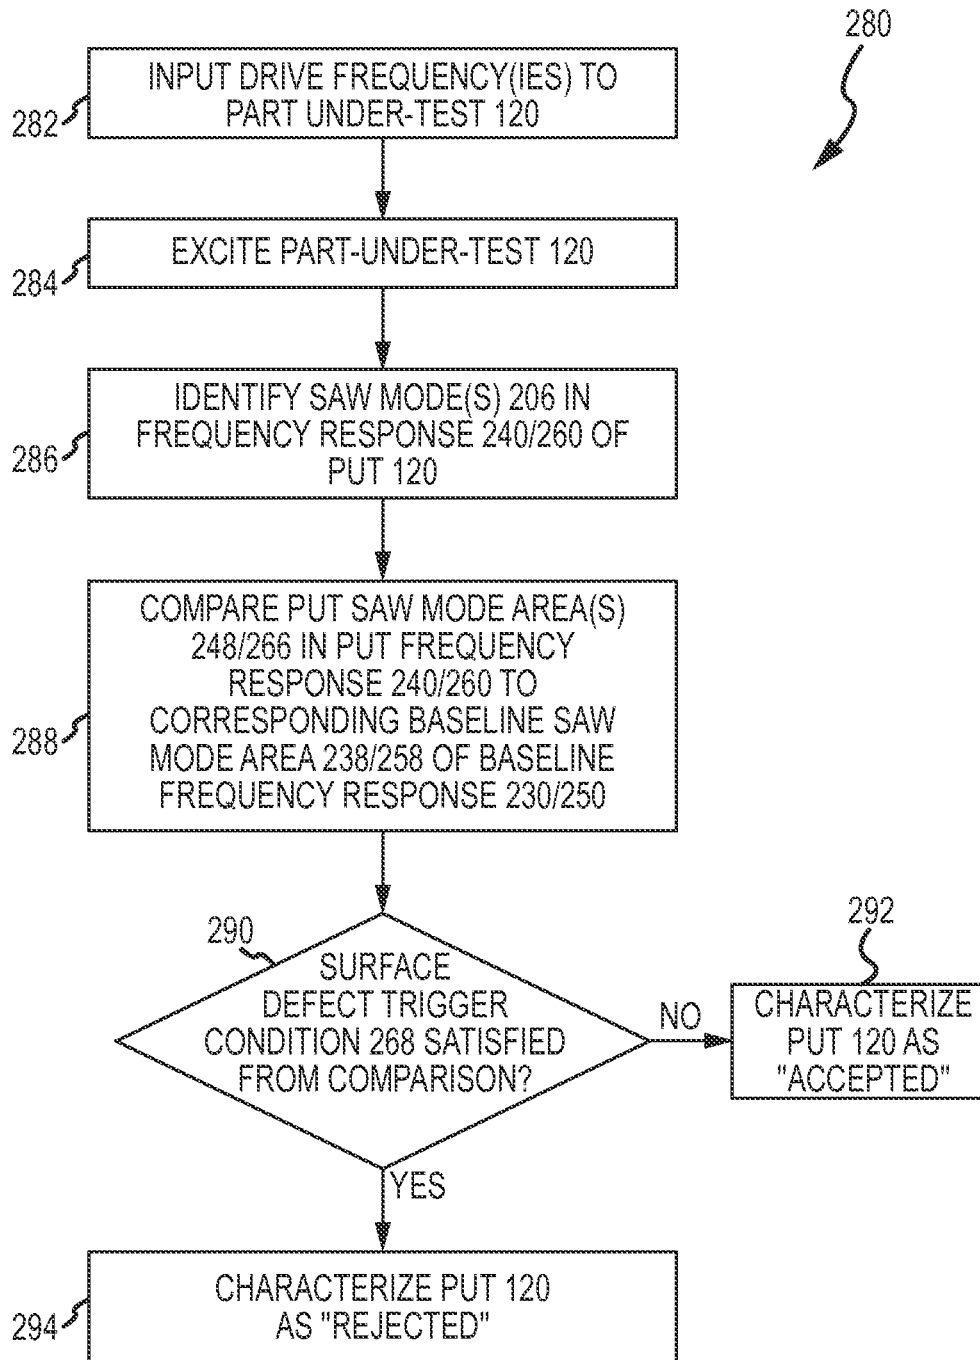 280
INPUT DRIVE FREQUENCY(IES) TO
PART UNDER-TEST 120
282
EXCITE PART-UNDER-TEST 120
284
IDENTIFY SAW MODE(S) 206 IN
FREQUENCY RESPONSE 240/260 OF
PUT 120
286
COMPARE PUT SAW MODE AREA(S)
248/266 IN PUT FREQUENCY
RESPONSE 240/260 TO
CORRESPONDING BASELINE SAW
MODE AREA 238/258 OF BASELINE
FREQUENCY RESPONSE 230/250
288
290
SURFACE
DEFECT TRIGGER
CONDITION 268 SATISFIED
FROM COMPARISON?
NO
292
CHARACTERIZE
PUT 120 AS
"ACCEPTED"
YES
CHARACTERIZE PUT 120
AS "REJECTED"
294